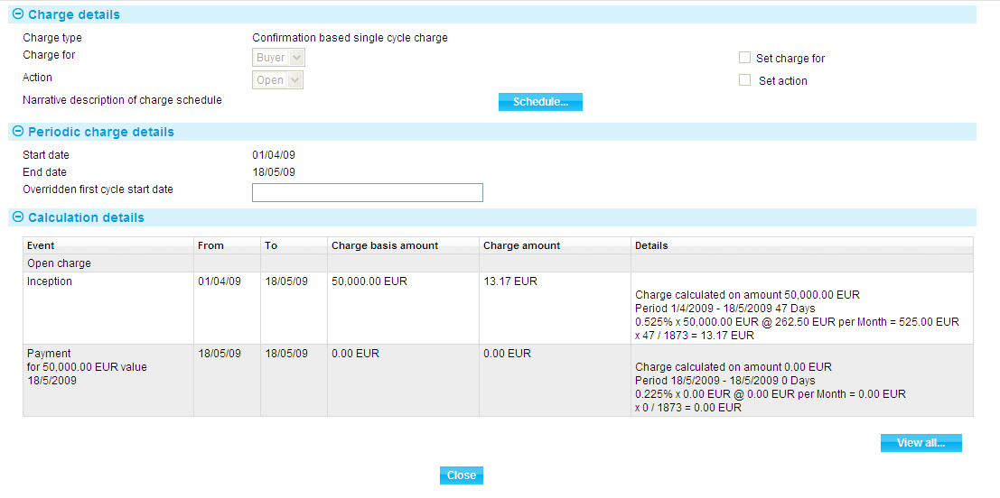 Charge details
Charge type Confirmation based single cycle charge
Charge for Buyer Set charge for
Action Open Set action
Narrative description of charge schedule Schedule...
Periodic charge details
Start date 01/04/09
End date 18/05/09
Overridden first cycle start date
Calculation details
Event From To Charge basis amount Charge amount Details
Open charge
Inception 01/04/09 18/05/09 50,000.00 EUR 13.17 EUR
Charge calculated on amount 50,000.00 EUR
Period 1/4/2009 - 18/5/2009 47 Days
0.525% x 50,000.00 EUR @ 262.50 EUR per Month = 525.00 EUR
x 47 / 1873 = 13.17 EUR
Payment 18/05/09 18/05/09 0.00 EUR 0.00 EUR
for 50,000.00 EUR value
18/5/2009
Charge calculated on amount 0.00 EUR
Period 18/5/2009 - 18/5/2009 0 Days
0.225% x 0.00 EUR @ 0.00 EUR per Month = 0.00 EUR
x 0 / 1873 = 0.00 EUR
View all...
Close